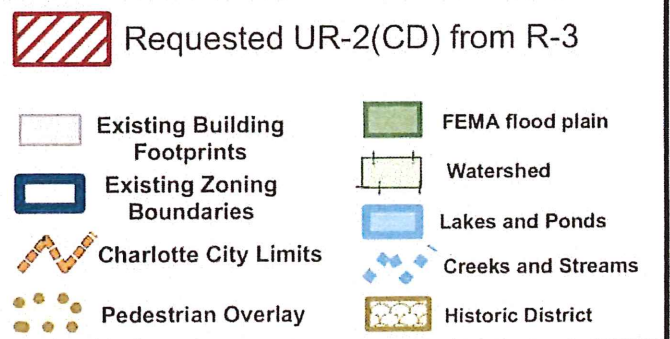 Requested UR-2(CD) from R-3
Existing Building
Footprints
Existing Zoning
Boundaries
Charlotte City Limits
Pedestrian Overlay
FEMA flood plain
Watershed
Lakes and Ponds
Creeks and Streams
Historic District